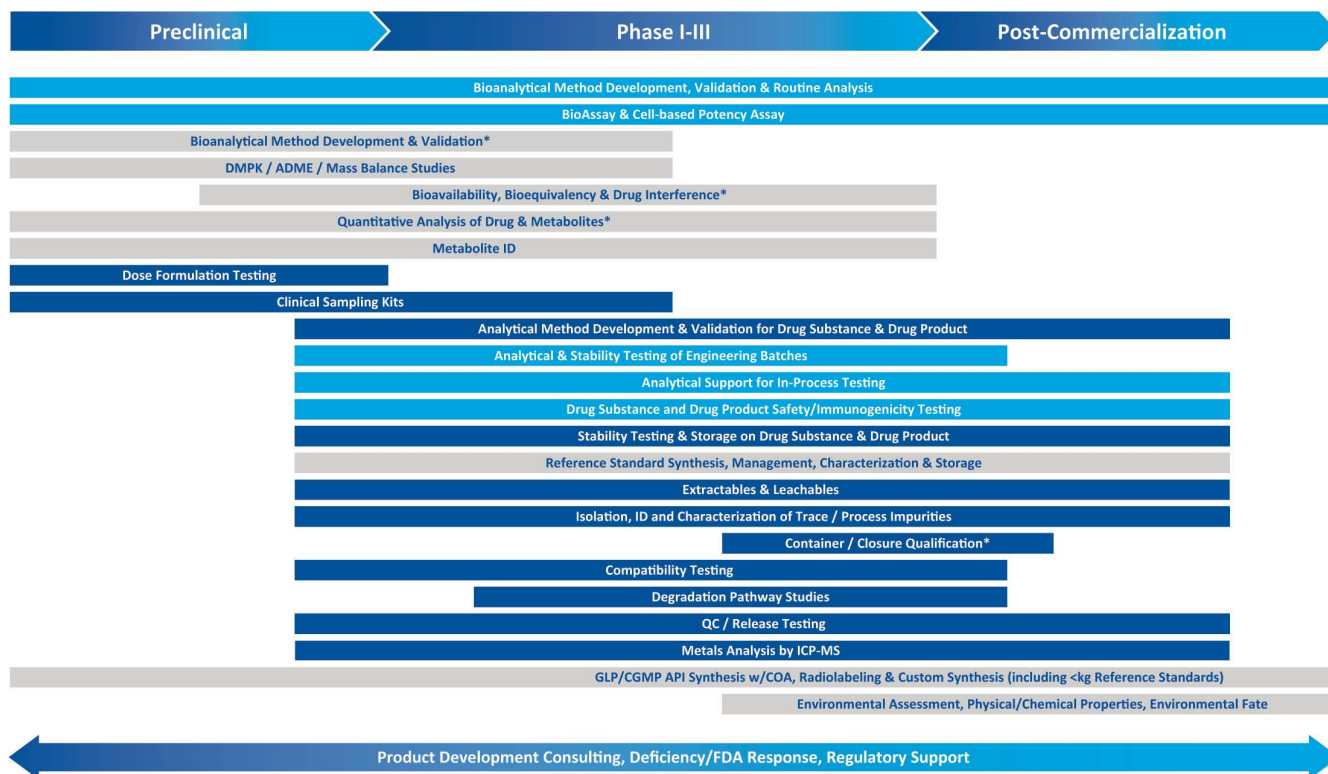 Preclinical
Phase I-III
Post-Commercialization
Bioanalytical Method Development, Validation & Routine Analysis
BioAssay & Cell-based Potency Assay
Bioanalytical Method Development & Validation*
DMPK / ADME / Mass Balance Studies
Bioavailability, Bioequivalency & Drug Interference*
Quantitative Analysis of Drug & Metabolites*
Metabolite ID
Dose Formulation Testing
Clinical Sampling Kits
Analytical Method Development & Validation for Drug Substance & Drug Product
Analytical & Stability Testing of Engineering Batches
Analytical Support for In-Process Testing
Drug Substance and Drug Product Safety/Immunogenicity Testing
Stability Testing & Storage on Drug Substance & Drug Product
Reference Standard Synthesis, Management, Characterization & Storage
Extractables & Leachables
Isolation, ID and Characterization of Trace / Process Impurities
Container / Closure Qualification*
Compatibility Testing
Degradation Pathway Studies
QC / Release Testing
Metals Analysis by ICP-MS
GLP/CGMP API Synthesis w/COA, Radiolabeling & Custom Synthesis (including <kg Reference Standards)
Environmental Assessment, Physical/Chemical Properties, Environmental Fate
Product Development Consulting, Deficiency/FDA Response, Regulatory Support